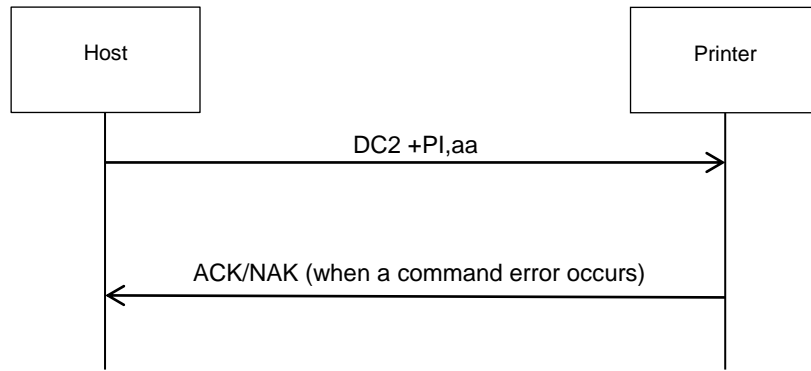 Host
Printer
DC2 +PI,aa
ACK/NAK (when a command error occurs)